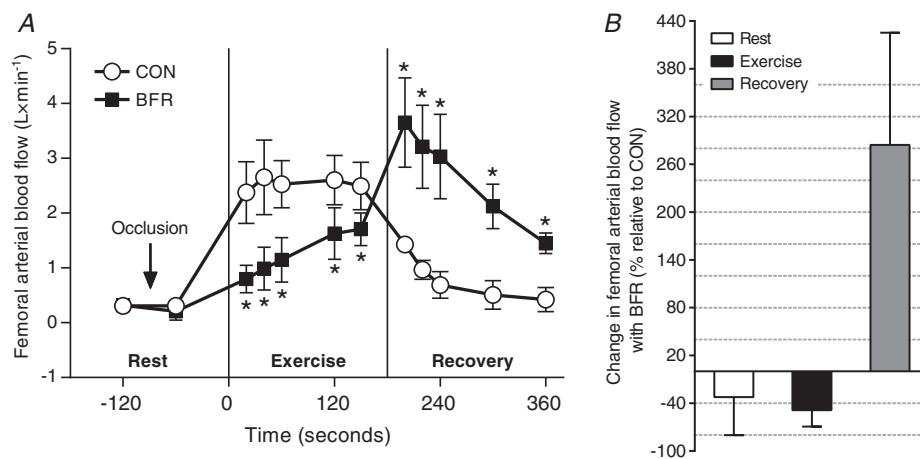 A
Femoral arterial blood flow (L×min⁻¹)
5
4
3
2
1
0
-1
CON
BFR
Occlusion
* * * * *
* * * * *
Rest
Exercise
Recovery
-120
0
120
240
360
Time (seconds)
B
Change in femoral arterial blood flow
with BFR (% relative to CON)
440
380
320
260
200
140
80
20
-40
-100
Rest
Exercise
Recovery